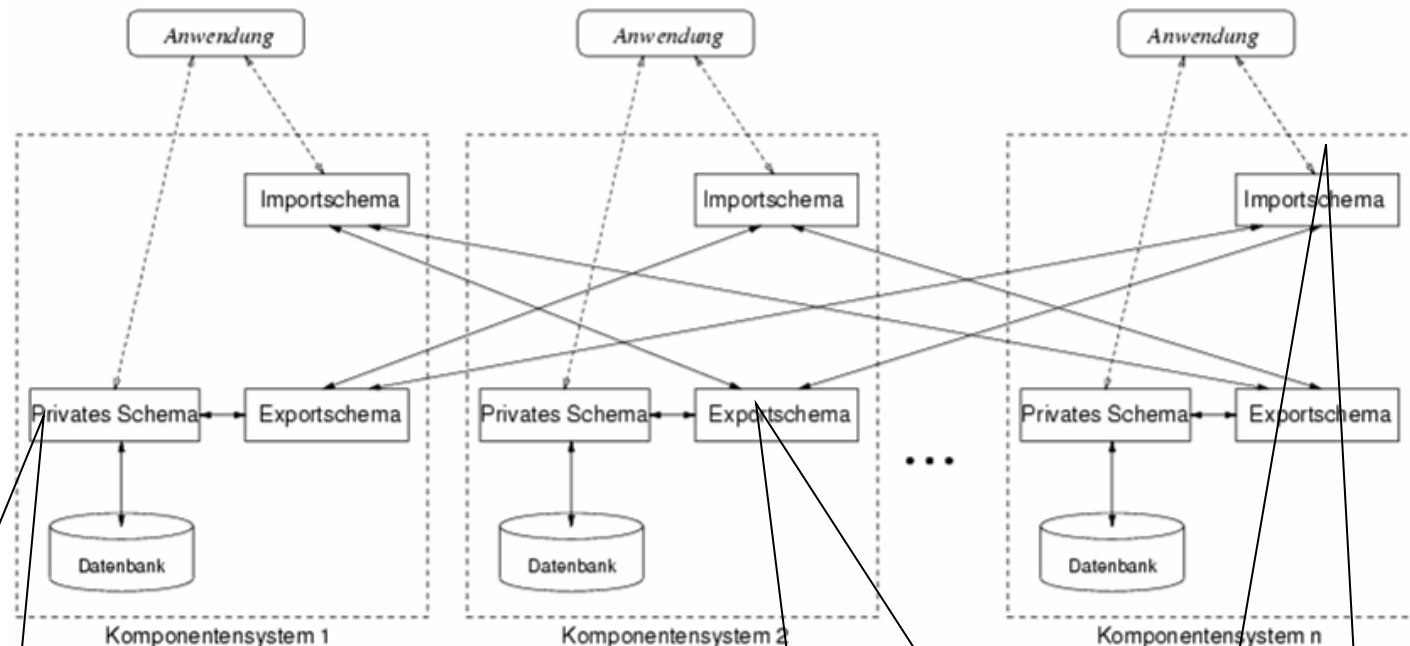 Anwendung Anwendung Anwendung
Importschema Importschema Importschema
Privates Schema Exportschema Privates Schema Exportschema Privates Schema Exportschema
• • •
Datenbank Datenbank Datenbank
Komponentensystem 1 Komponentensystem 2 Komponentensystem n